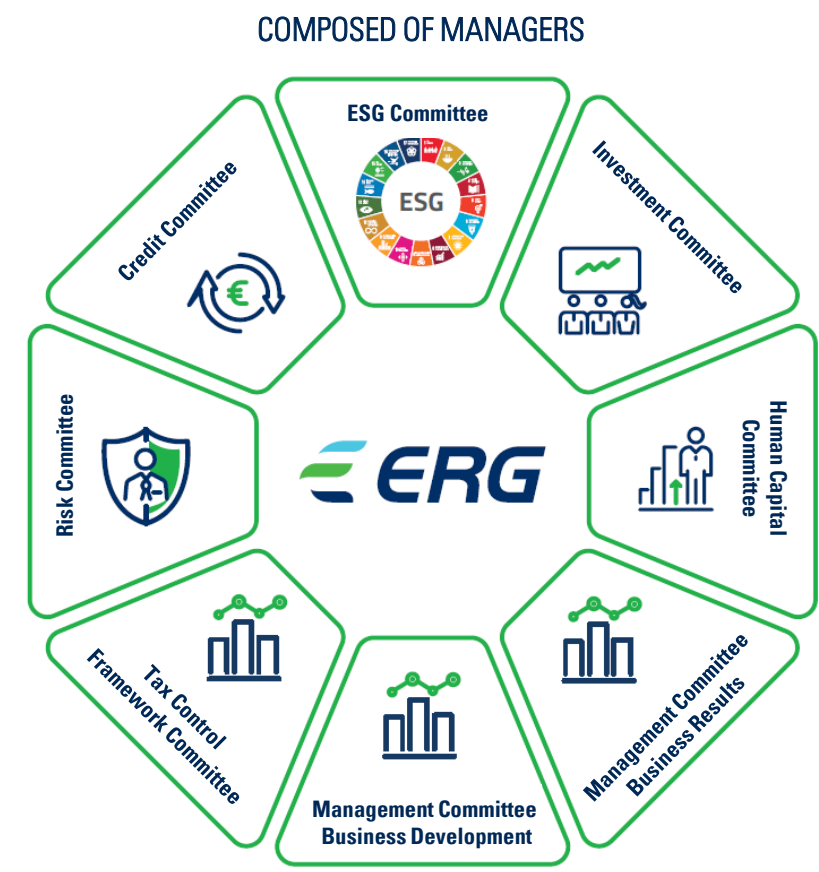 COMPOSED OF MANAGERS
ESG Committee
ESG
Investment Committee
Human Capital
Committee
Management Committee
Business Results
Management Committee
Business Development
Tax Control
Framework Committee
Risk Committee
Credit Committee
€
ERG